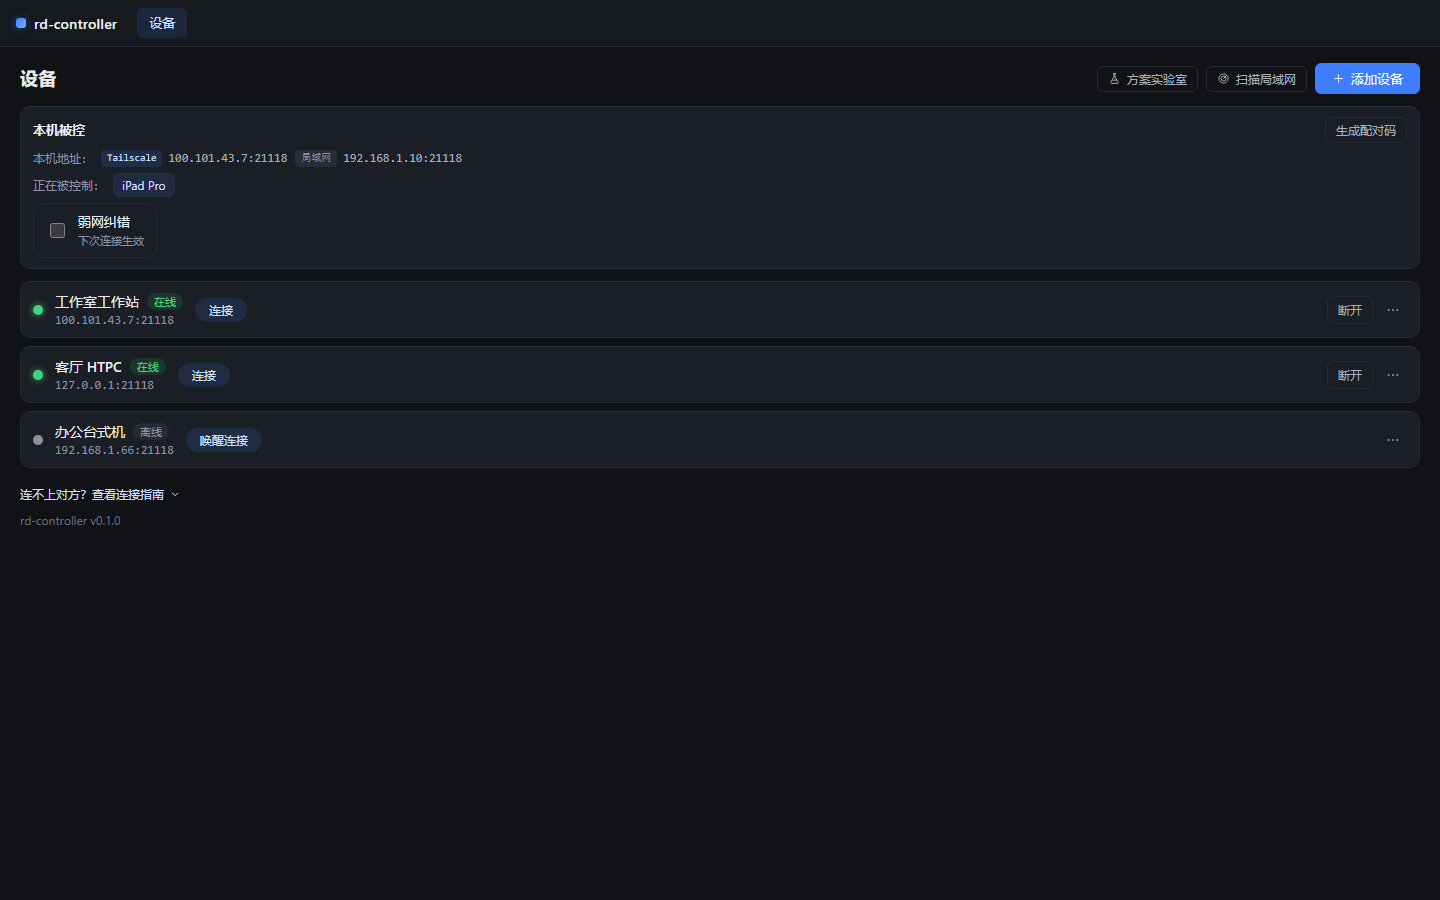 rd-controller 设备
设备 方案实验室 扫描局域网 + 添加设备
本机被控 生成配对码
本机地址: Tailscale 100.101.43.7:21118 局域网 192.168.1.10:21118
正在被控制: iPad Pro
弱网纠错
下次连接生效
工作室工作站 在线 连接 断开 ···
100.101.43.7:21118
客厅 HTPC 在线 连接 断开 ···
127.0.0.1:21118
办公台式机 离线 唤醒连接 ···
192.168.1.66:21118
连不上对方? 查看连接指南
rd-controller v0.1.0